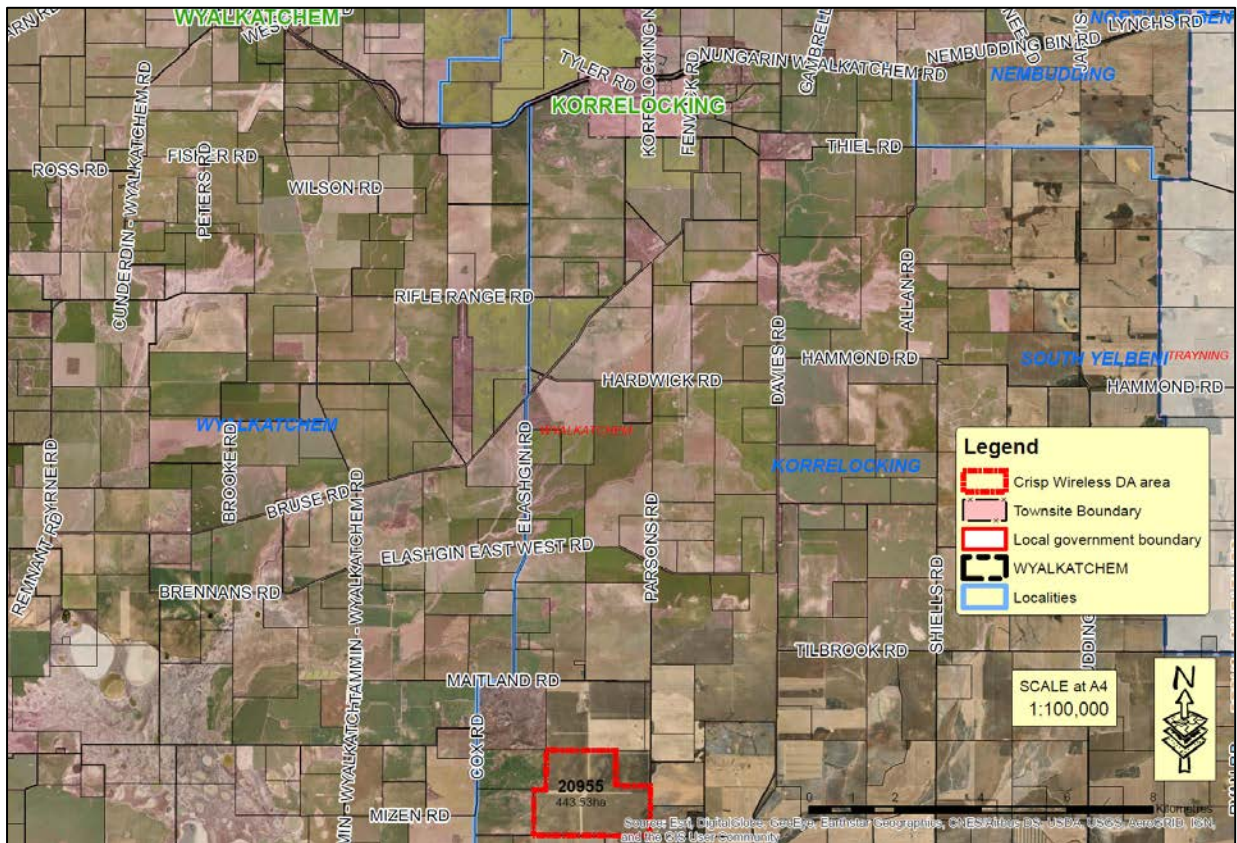 WYALKATCHEM
TYLER RD
KORRELOCKING
FENWICK RD
NUNGARIN WYALKATCHEM RD
NEMBUDDING BIN RD
LYNCHS RD
NEMBUDDING
THIEL RD
ROSS RD
FISHER RD
PETERS RD
WILSON RD
CUNDERDIN - WYALKATCHEM RD
RIFLE RANGE RD
ALLAN RD
DAVIES RD
HAMMOND RD
SOUTH YELBENI
TRAYNING
HAMMOND RD
HARDWICK RD
WYALKATCHEM
WYALKATCHEM
BROOKE RD
ELASHGIN RD
KORRELOCKING
BRUSE RD
REMNANT RD
ELASHGIN EAST WEST RD
PARSONS RD
BRENNANS RD
SHIELLS RD
TILBROOK RD
MAITLAND RD
COX RD
MIZEN RD
20955
443.53ha
Legend
Crisp Wireless DA area
Townsite Boundary
Local government boundary
WYALKATCHEM
Localities
SCALE at A4
1:100,000
N
0 2 4 6 8
Kilometres
Source: Esri, DigitalGlobe, GeoEye, Earthstar Geographics, CNES/Airbus DS, USDA, USGS, AeroGRID, IGN,
and the GIS User Community